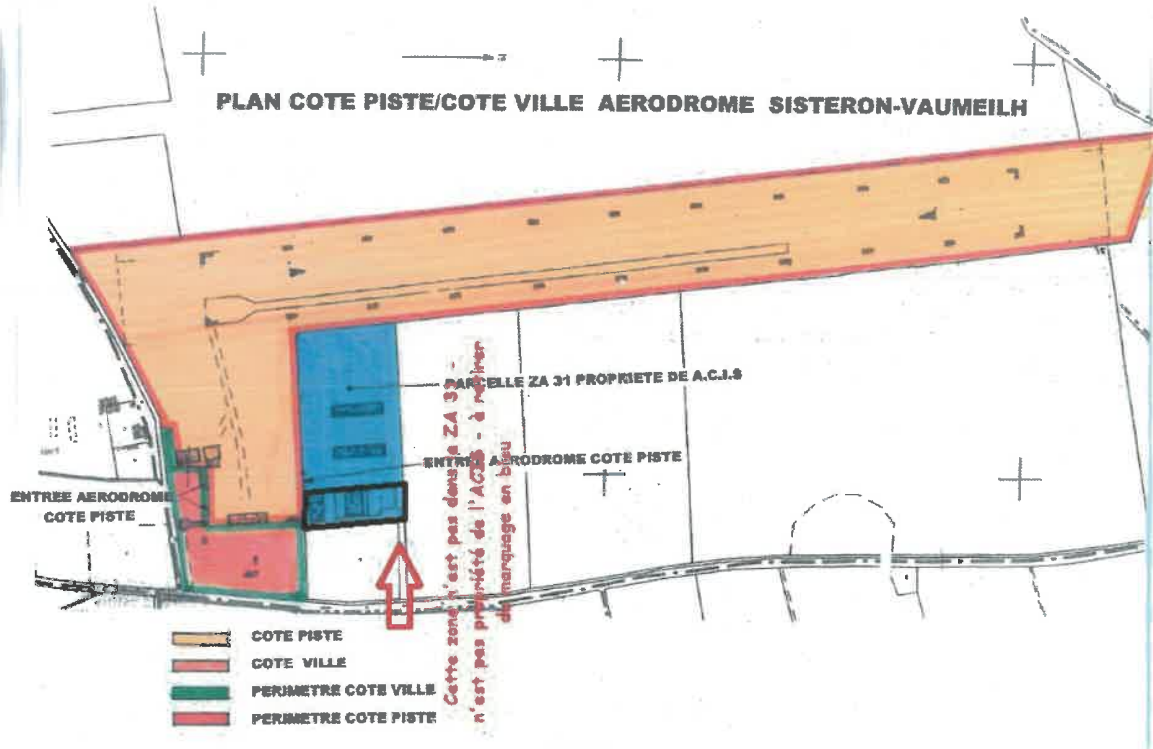 PLAN COTE PISTE/COTE VILLE AERODROME SISTERON-VAUMEILH
PARCELLE ZA 31 PROPRIETE DE A.C.I.S
ENTREE AERODROME COTE PISTE
ENTREE AERODROME
COTE PISTE
Cette zone n'est pas dans la ZA 31 -
n'est pas propriété de l'ACIS - à retirer
du marquage en bleu
COTE PISTE
COTE VILLE
PERIMETRE COTE VILLE
PERIMETRE COTE PISTE